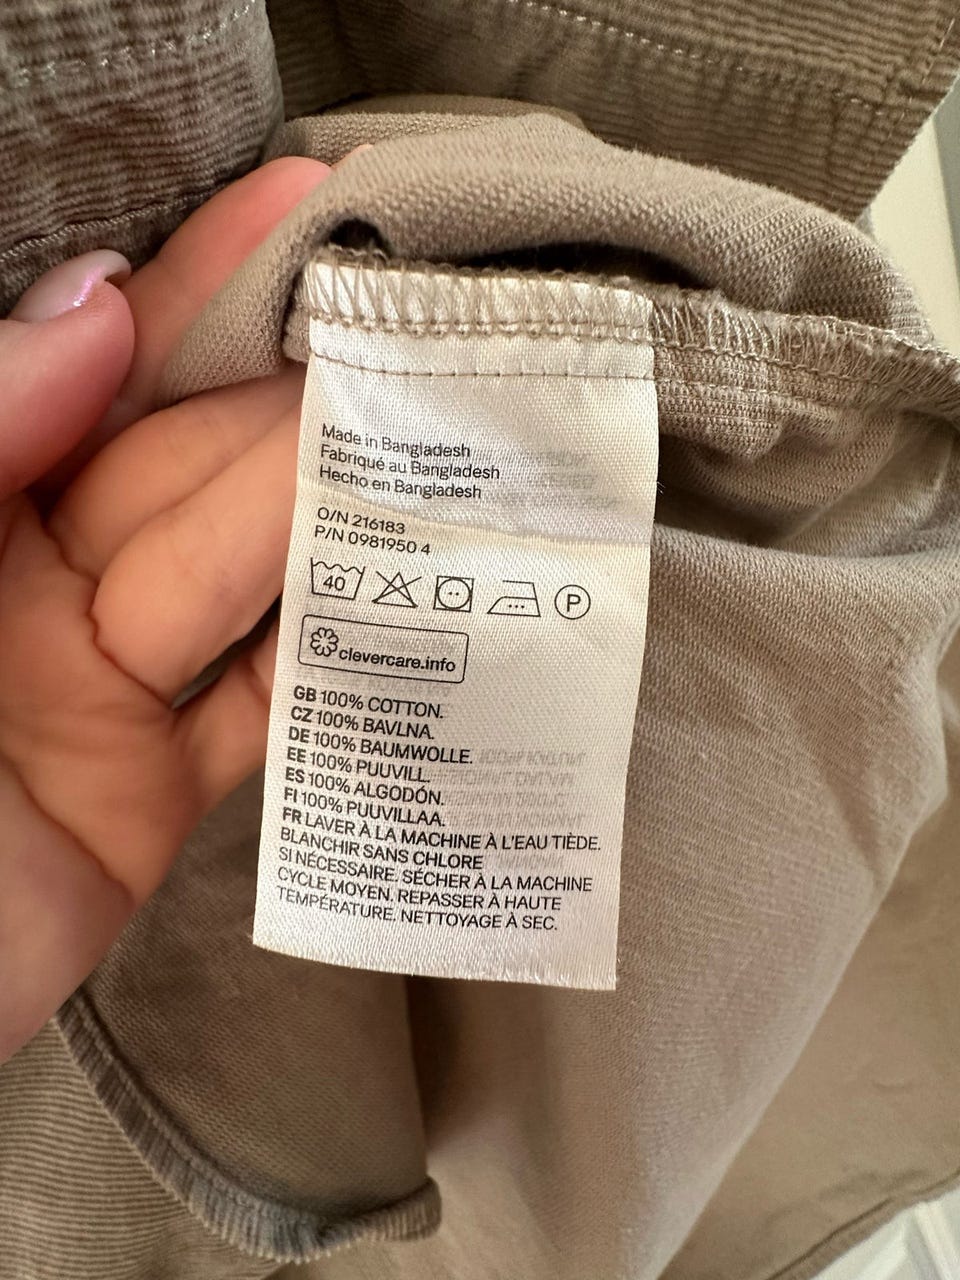 Made in Bangladesh
Fabriqué au Bangladesh
Hecho en Bangladesh
O/N 216183
P/N 0981950 4
40 P
clevercare.info
GB 100% COTTON.
CZ 100% BAVLNA.
DE 100% BAUMWOLLE.
EE 100% PUUVILL.
ES 100% ALGODÓN.
FI 100% PUUVILLAA.
FR LAVER À LA MACHINE À L'EAU TIÈDE.
BLANCHIR SANS CHLORE
SI NÉCESSAIRE. SÉCHER À LA MACHINE
CYCLE MOYEN. REPASSER À HAUTE
TEMPÉRATURE. NETTOYAGE À SEC.